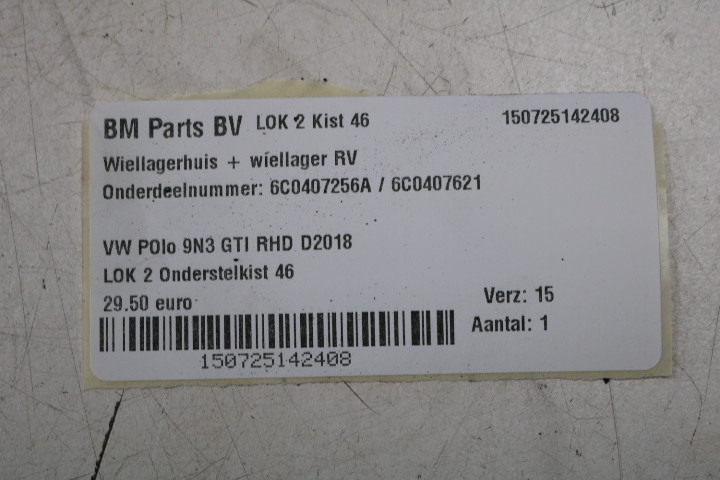 BM Parts BV LOK 2 Kist 46 150725142408
Wiellagerhuis + wiellager RV
Onderdeelnummer: 6C0407256A / 6C0407621
VW POlo 9N3 GTI RHD D2018
LOK 2 Onderstelkist 46
29.50 euro Verz: 15
Aantal: 1
150725142408